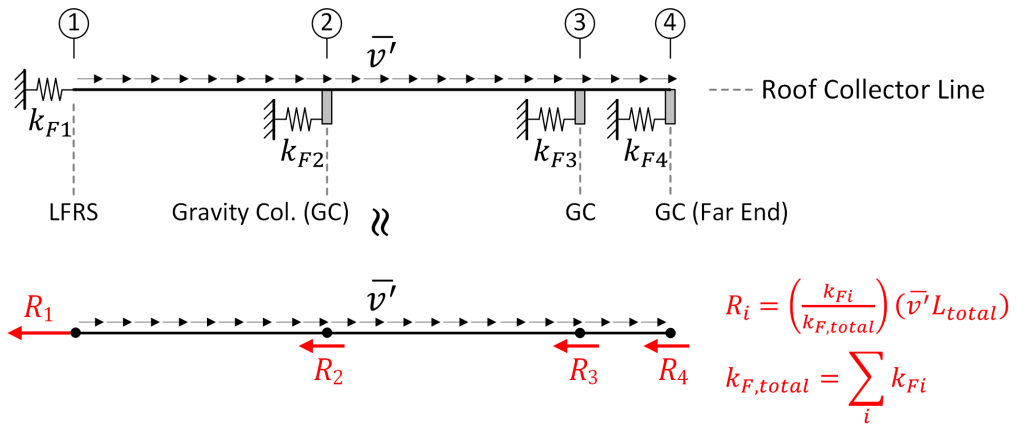 1 2 3 4
v̅′
Roof Collector Line
k_F1
k_F2 k_F3 k_F4
LFRS Gravity Col. (GC) GC GC (Far End)
≈
v̅′
R_1
R_i = (k_Fi / k_F,total) (v̅′L_total)
R_2 R_3 R_4
k_F,total = ∑_i k_Fi